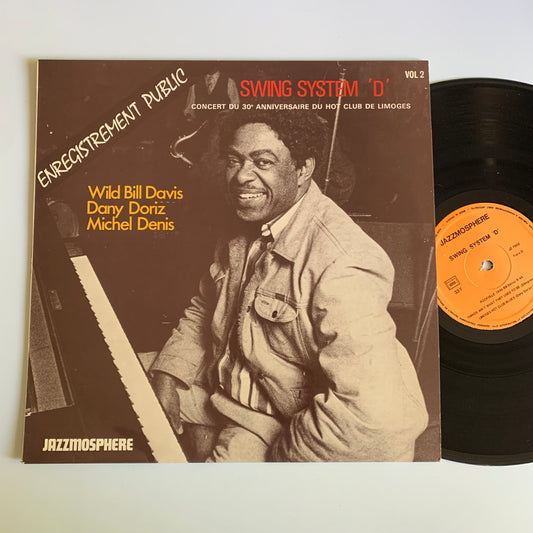 VOL 2
SWING SYSTEM 'D'
CONCERT DU 30e ANNIVERSAIRE DU HOT CLUB DE LIMOGES
ENREGISTREMENT PUBLIC
Wild Bill Davis
Dany Doriz
Michel Denis
JAZZMOSPHERE
JAZZMOSPHERE
SWING SYSTEM 'D'
33 T